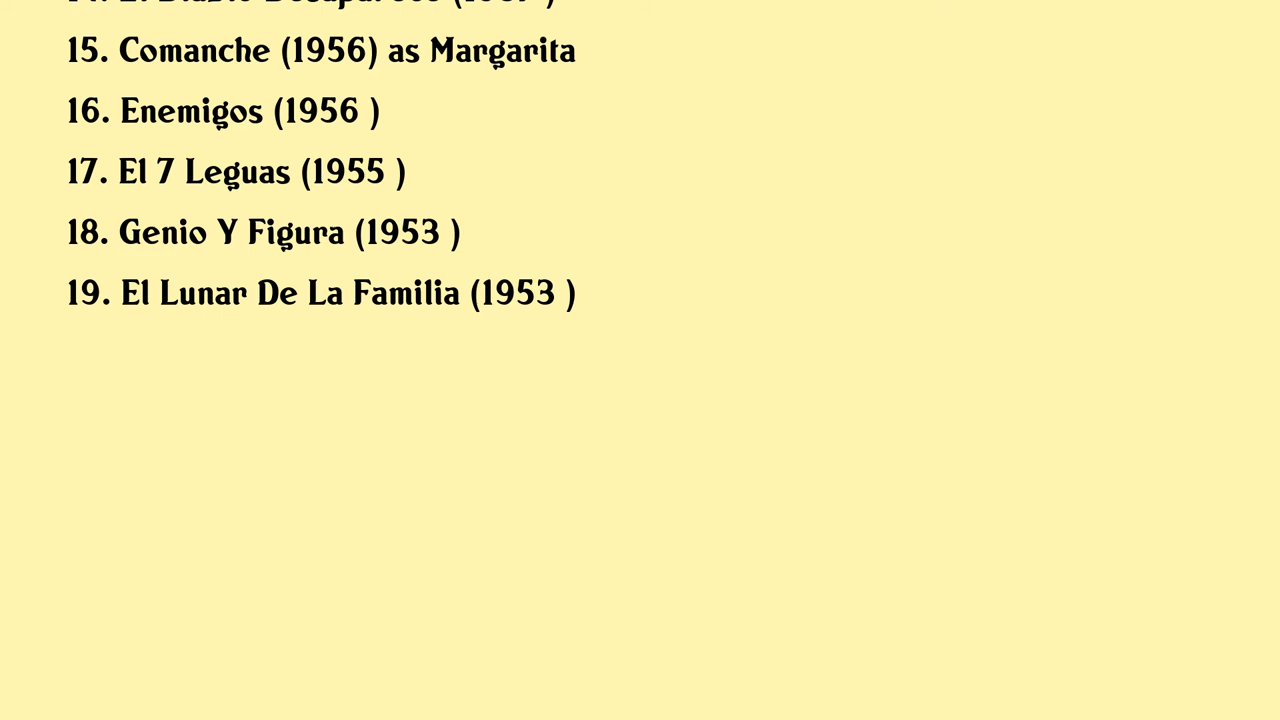 15. Comanche (1956) as Margarita
16. Enemigos (1956 )
17. El 7 Leguas (1955 )
18. Genio Y Figura (1953 )
19. El Lunar De La Familia (1953 )